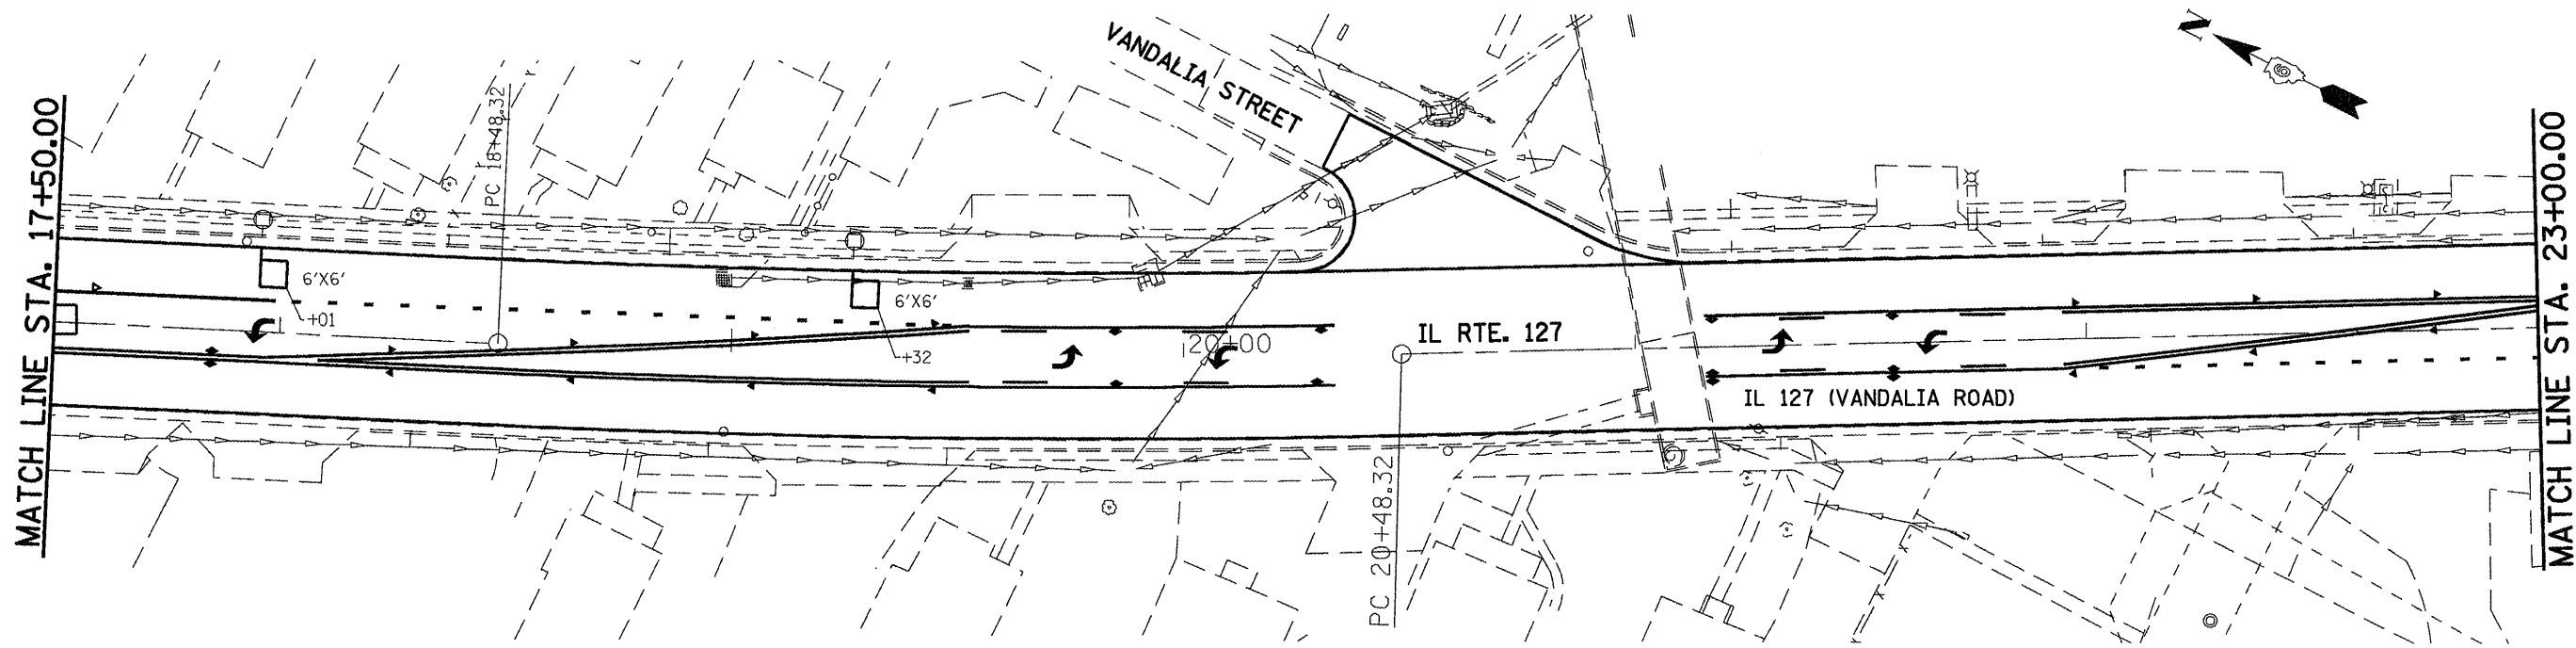 MATCH LINE STA. 17+50.00
PC 18+48.32
VANDALIA STREET
N
6'X6'
+01
6'X6'
+32
20+00
IL RTE. 127
PC 20+48.32
IL 127 (VANDALIA ROAD)
MATCH LINE STA. 23+00.00